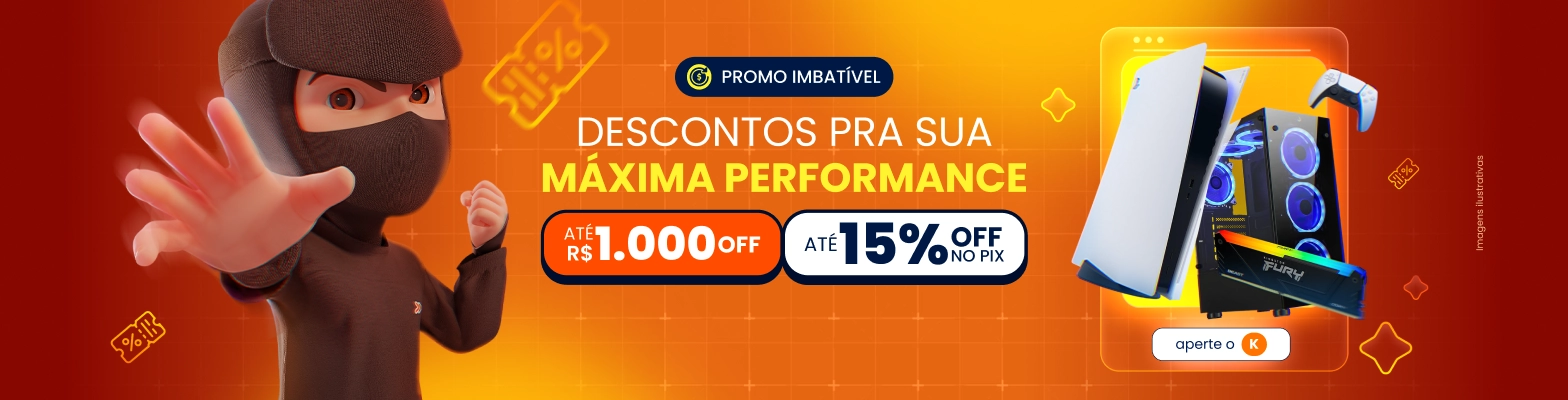 PROMO IMBATÍVEL
DESCONTOS PRA SUA
MÁXIMA PERFORMANCE
ATÉ
R$ 1.000 OFF
ATÉ 15% OFF
NO PIX
FURY
BEAST
aperte o K
Imagens ilustrativas